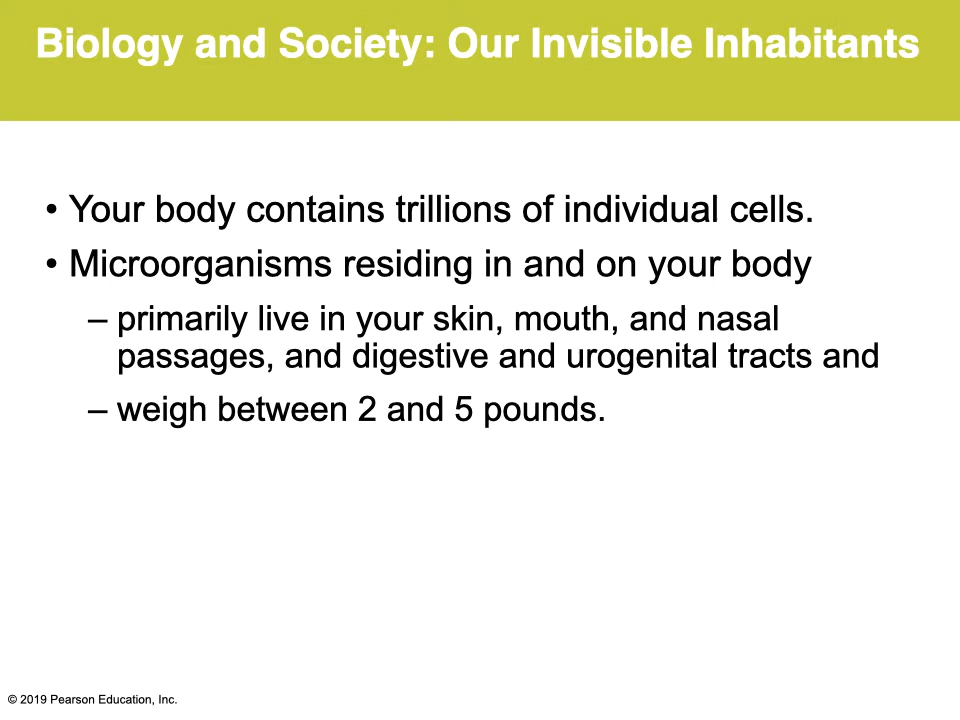 Biology and Society: Our Invisible Inhabitants
• Your body contains trillions of individual cells.
• Microorganisms residing in and on your body
– primarily live in your skin, mouth, and nasal
passages, and digestive and urogenital tracts and
– weigh between 2 and 5 pounds.
© 2019 Pearson Education, Inc.